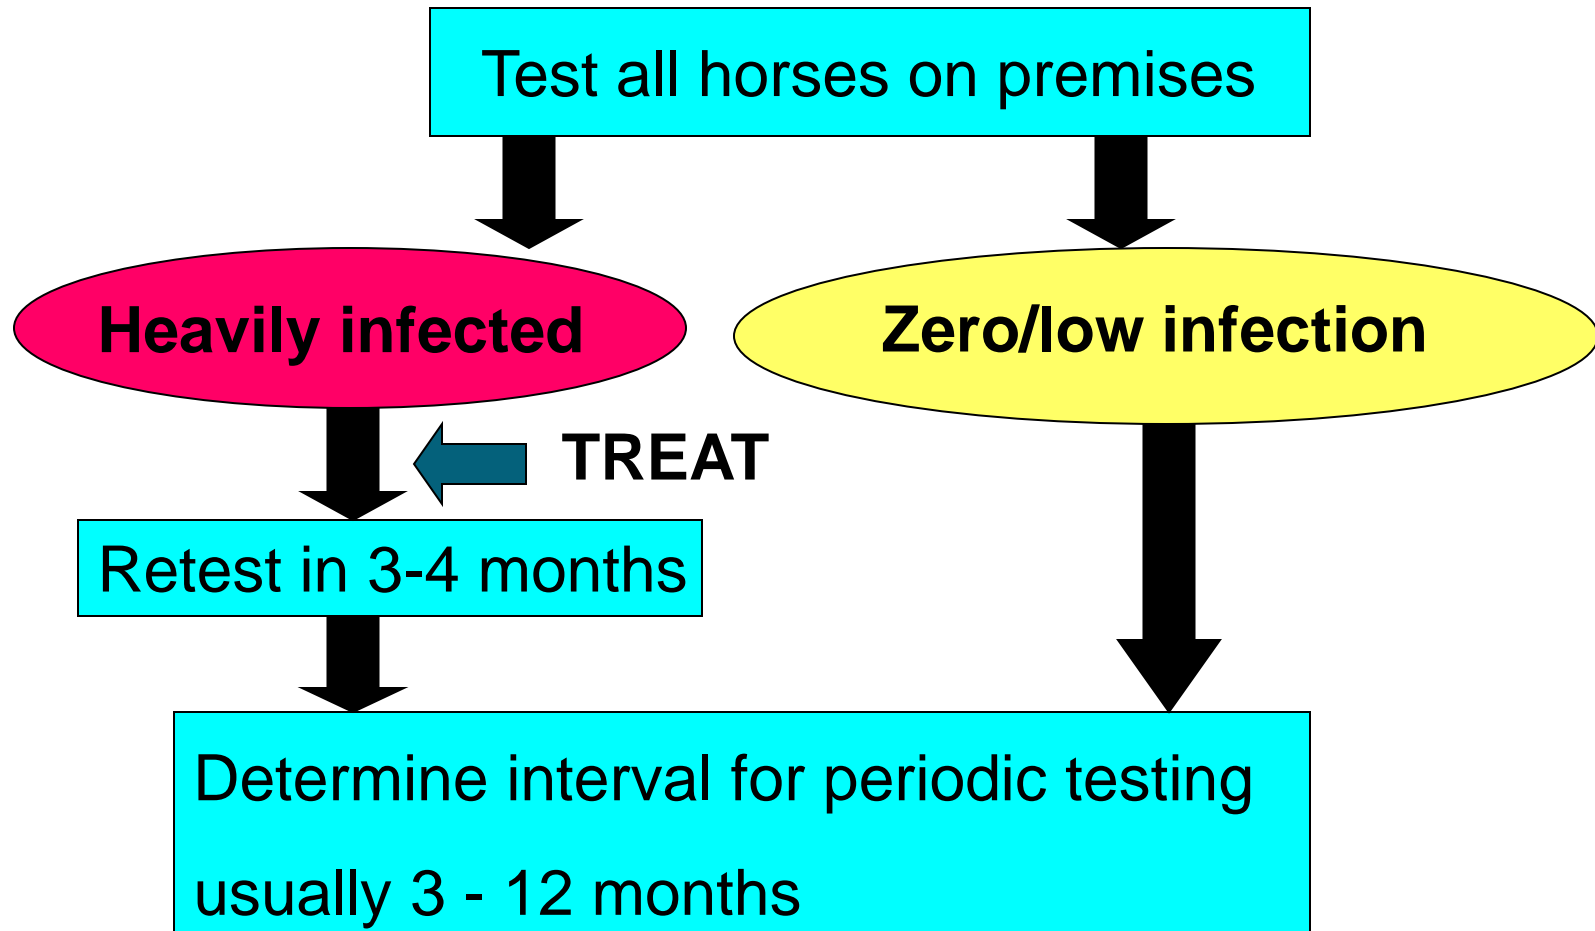 Test all horses on premises
Heavily infected
Zero/low infection
TREAT
Retest in 3-4 months
Determine interval for periodic testing
usually 3 - 12 months